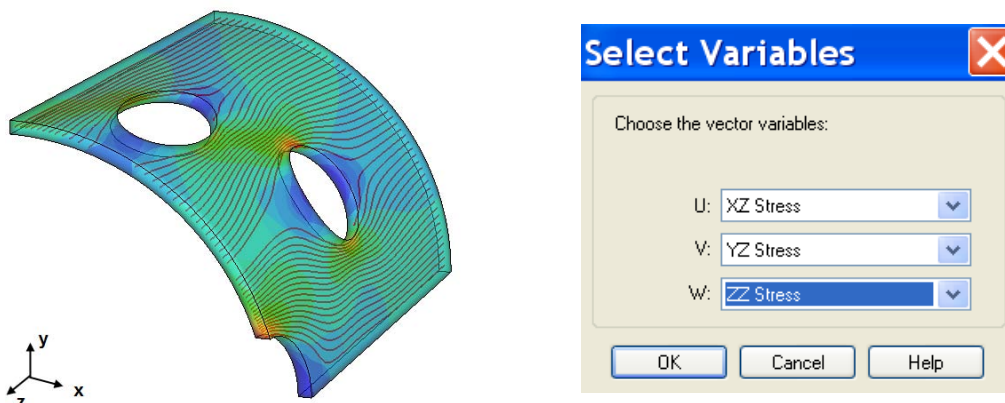 y
x
z
Select Variables
Choose the vector variables:
U: XZ Stress
V: YZ Stress
W: ZZ Stress
OK Cancel Help